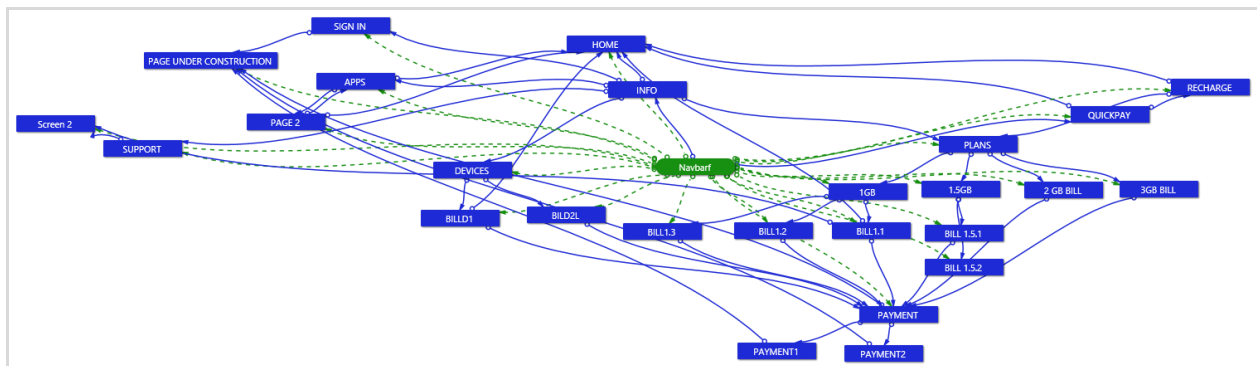 SIGN IN
HOME
PAGE UNDER CONSTRUCTION
APPS
INFO
RECHARGE
PAGE 2
QUICKPAY
Screen 2
SUPPORT
PLANS
Navbarf
DEVICES
1GB
1.5GB
2 GB BILL
3GB BILL
BILLD1
BILD2L
BILL1.3
BILL1.2
BILL1.1
BILL 1.5.1
BILL 1.5.2
PAYMENT
PAYMENT1
PAYMENT2